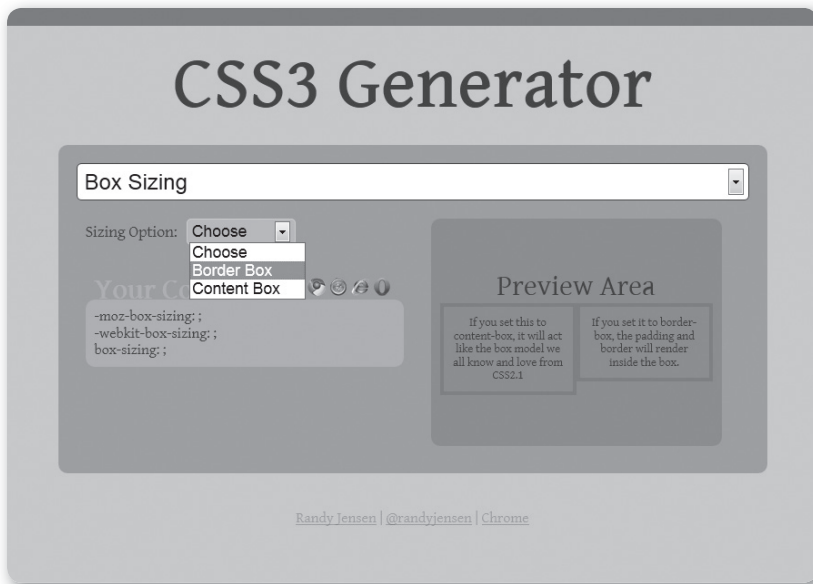 CSS3 Generator
Box Sizing
Sizing Option: Choose
Choose
Border Box
Content Box
Your
-moz-box-sizing: ;
-webkit-box-sizing: ;
box-sizing: ;
Preview Area
If you set this to
content-box, it will act
like the box model we
all know and love from
CSS2.1
If you set it to border-
box, the padding and
border will render
inside the box.
Randy Jensen | @randyjensen | Chrome